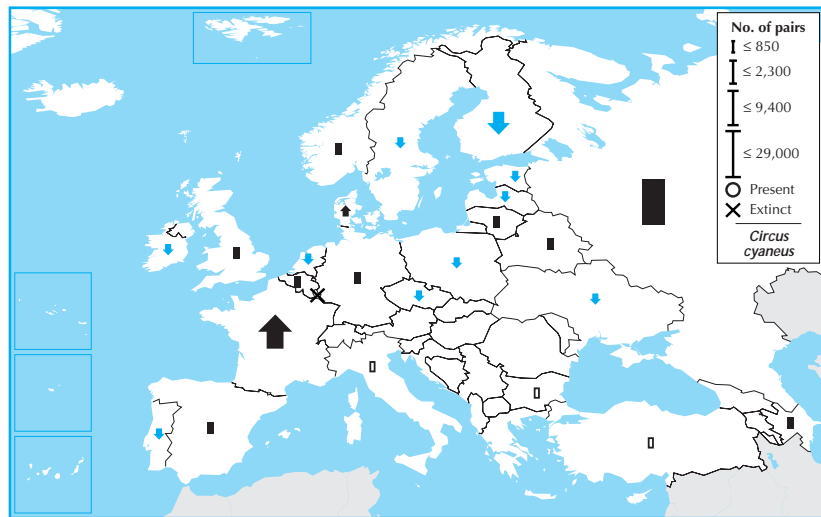 No. of pairs
≤ 850
≤ 2,300
≤ 9,400
≤ 29,000
Present
Extinct
Circus
cyaneus